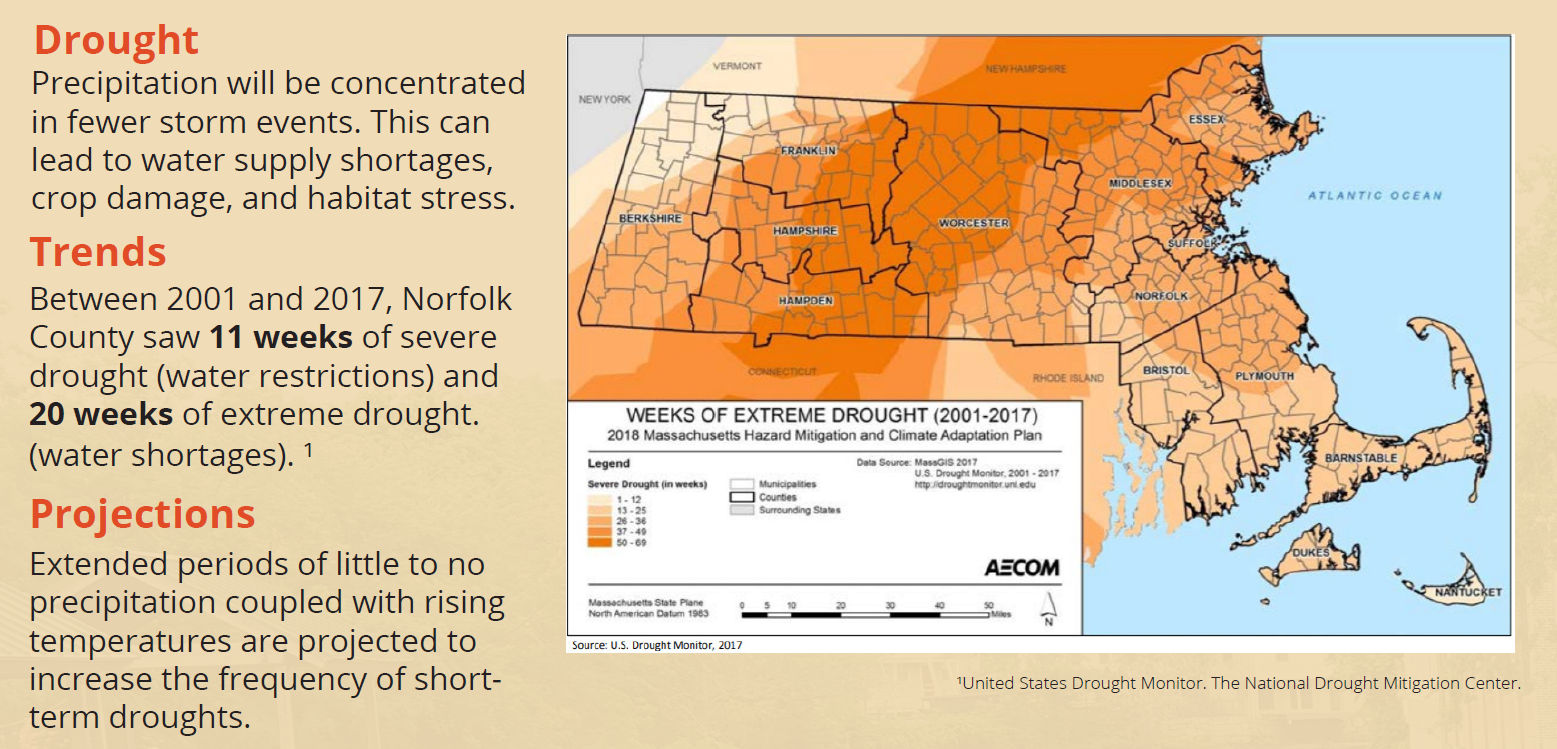 Drought
Precipitation will be concentrated
in fewer storm events. This can
lead to water supply shortages,
crop damage, and habitat stress.
Trends
Between 2001 and 2017, Norfolk
County saw 11 weeks of severe
drought (water restrictions) and
20 weeks of extreme drought.
(water shortages). ¹
Projections
Extended periods of little to no
precipitation coupled with rising
temperatures are projected to
increase the frequency of short-
term droughts.
VERMONT
NEW HAMPSHIRE
NEW YORK
ESSEX
FRANKLIN
MIDDLESEX
ATLANTIC OCEAN
BERKSHIRE
HAMPSHIRE
WORCESTER
SUFFOLK
HAMPDEN
NORFOLK
CONNECTICUT
RHODE ISLAND
BRISTOL
PLYMOUTH
BARNSTABLE
DUKES
NANTUCKET
WEEKS OF EXTREME DROUGHT (2001-2017)
2018 Massachusetts Hazard Mitigation and Climate Adaptation Plan
Legend
Severe Drought (in weeks)
1 - 12
13 - 25
26 - 36
37 - 49
50 - 69
Municipalities
Counties
Surrounding States
Data Source: MassGIS 2017
U.S. Drought Monitor, 2001 - 2017
http://droughtmonitor.unl.edu
AECOM
Massachusetts State Plane
North American Datum 1983
0 5 10 20 30 40 50
Miles
N
Source: U.S. Drought Monitor, 2017
¹United States Drought Monitor. The National Drought Mitigation Center.